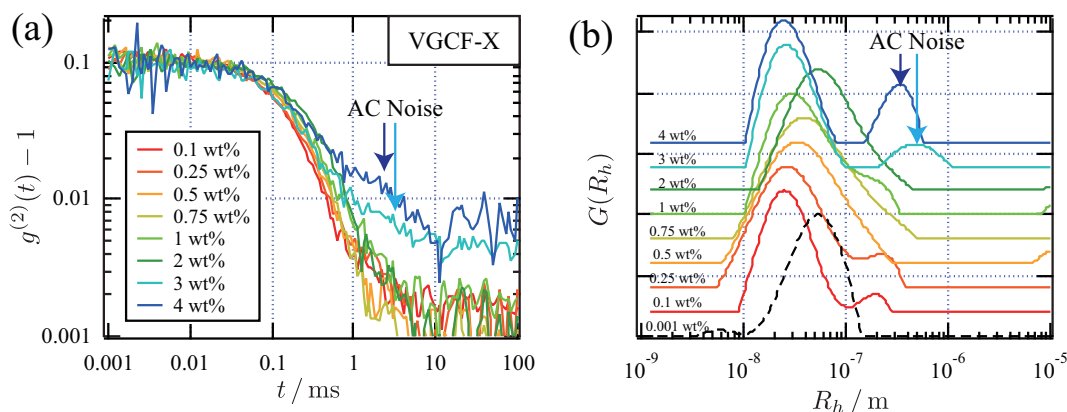 (a)
VGCF-X
AC Noise
0.1 wt%
0.25 wt%
0.5 wt%
0.75 wt%
1 wt%
2 wt%
3 wt%
4 wt%
0.1
0.01
0.001
g^(2)(t) − 1
0.001 0.01 0.1 1 10 100
t / ms
(b)
AC Noise
4 wt%
3 wt%
2 wt%
1 wt%
0.75 wt%
0.5 wt%
0.25 wt%
0.1 wt%
0.001 wt%
G(R_h)
10^-9 10^-8 10^-7 10^-6 10^-5
R_h / m